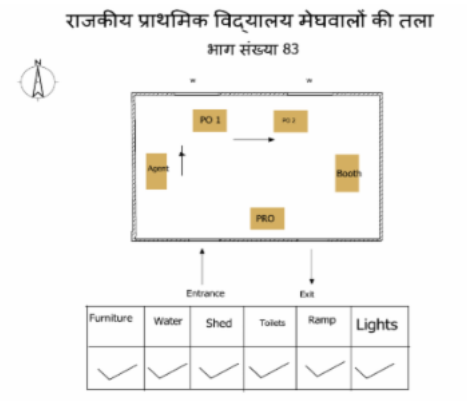 राजकीय प्राथमिक विद्यालय मेघवालों की तला
भाग संख्या 83
N
w w
PO 1 PO 2
Agent
Booth
PRO
Entrance Exit
Furniture Water Shed Toilets Ramp Lights